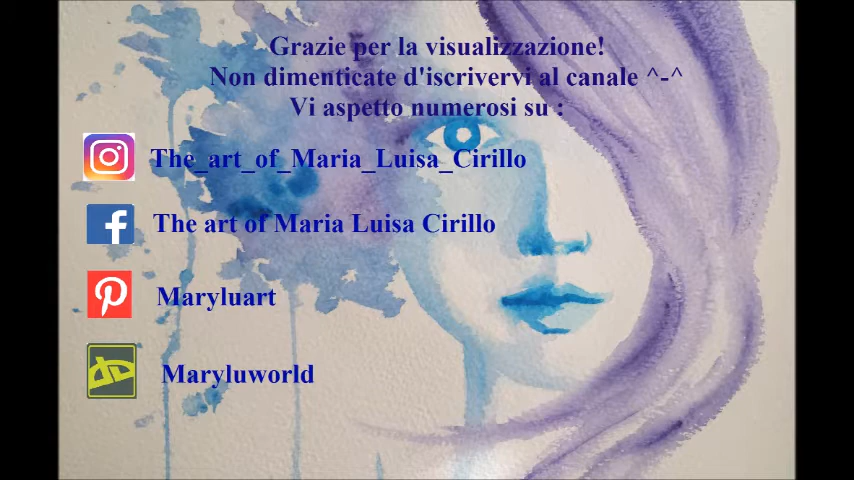 Grazie per la visualizzazione!
Non dimenticate d'iscrivervi al canale ^-^
Vi aspetto numerosi su :
The_art_of_Maria_Luisa_Cirillo
The art of Maria Luisa Cirillo
Maryluart
Maryluworld